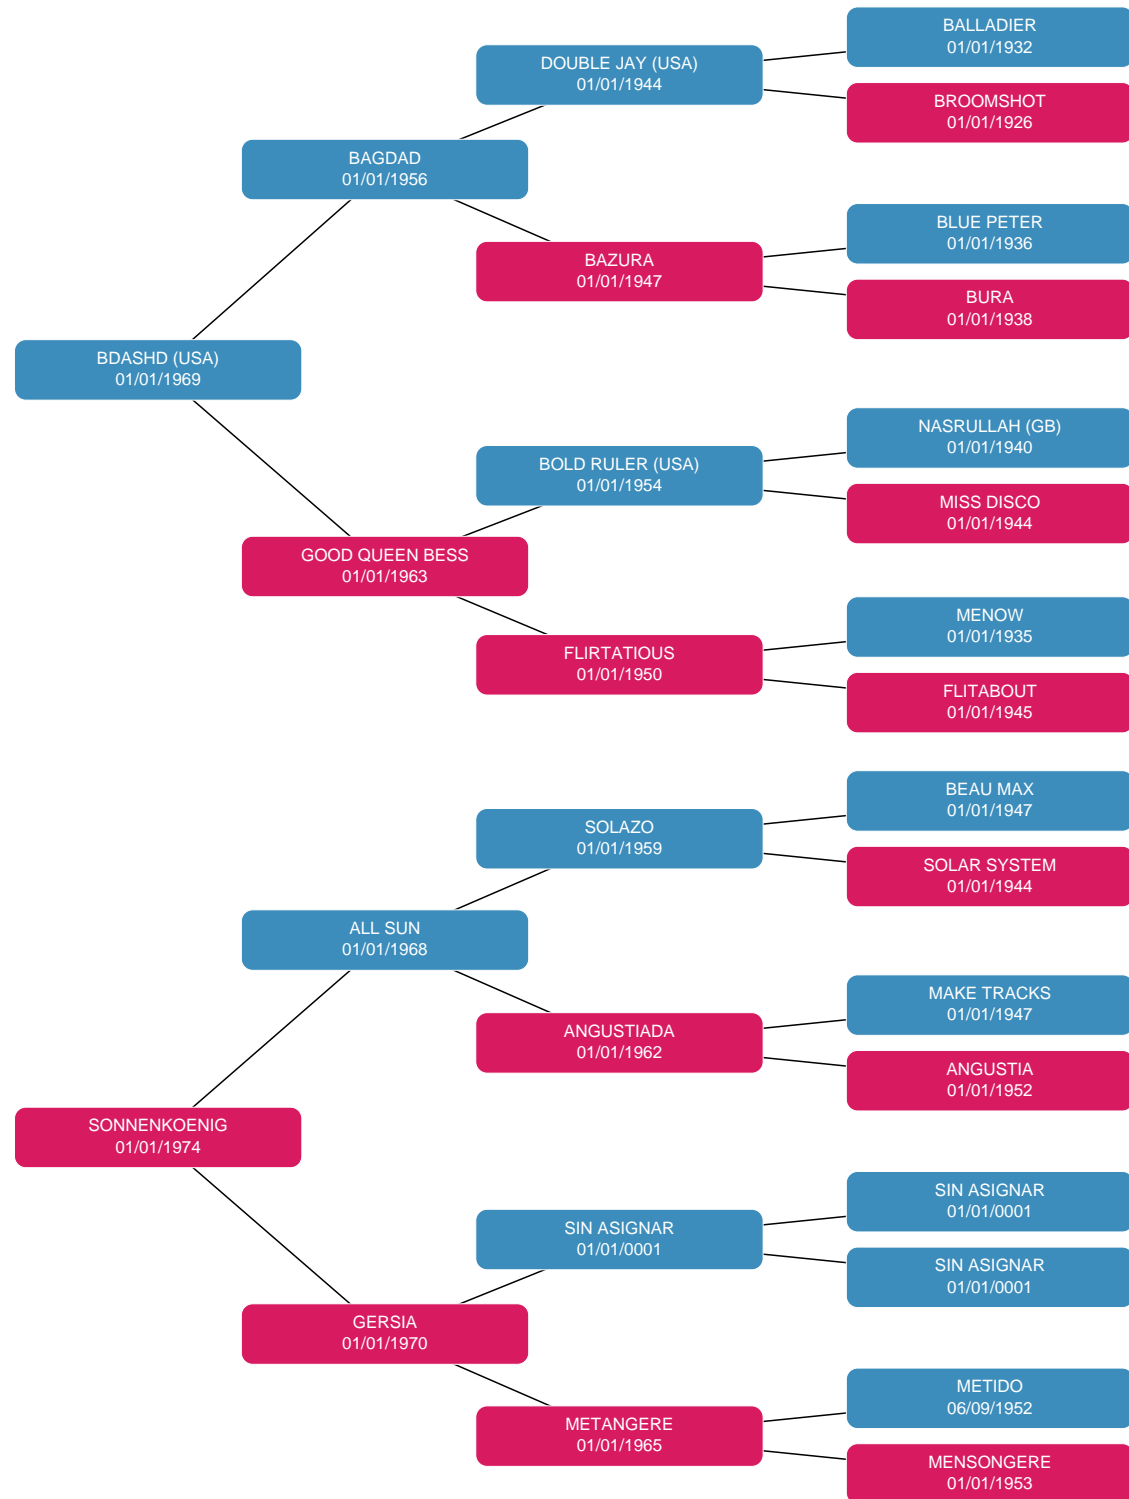 BALLADIER
01/01/1932
DOUBLE JAY (USA)
01/01/1944
BROOMSHOT
01/01/1926
BAGDAD
01/01/1956
BLUE PETER
01/01/1936
BAZURA
01/01/1947
BURA
01/01/1938
BDASHD (USA)
01/01/1969
NASRULLAH (GB)
01/01/1940
BOLD RULER (USA)
01/01/1954
MISS DISCO
01/01/1944
GOOD QUEEN BESS
01/01/1963
MENOW
01/01/1935
FLIRTATIOUS
01/01/1950
FLITABOUT
01/01/1945
BEAU MAX
01/01/1947
SOLAZO
01/01/1959
SOLAR SYSTEM
01/01/1944
ALL SUN
01/01/1968
MAKE TRACKS
01/01/1947
ANGUSTIADA
01/01/1962
ANGUSTIA
01/01/1952
SONNENKOENIG
01/01/1974
SIN ASIGNAR
01/01/0001
SIN ASIGNAR
01/01/0001
SIN ASIGNAR
01/01/0001
GERSIA
01/01/1970
METIDO
06/09/1952
METANGERE
01/01/1965
MENSONGERE
01/01/1953